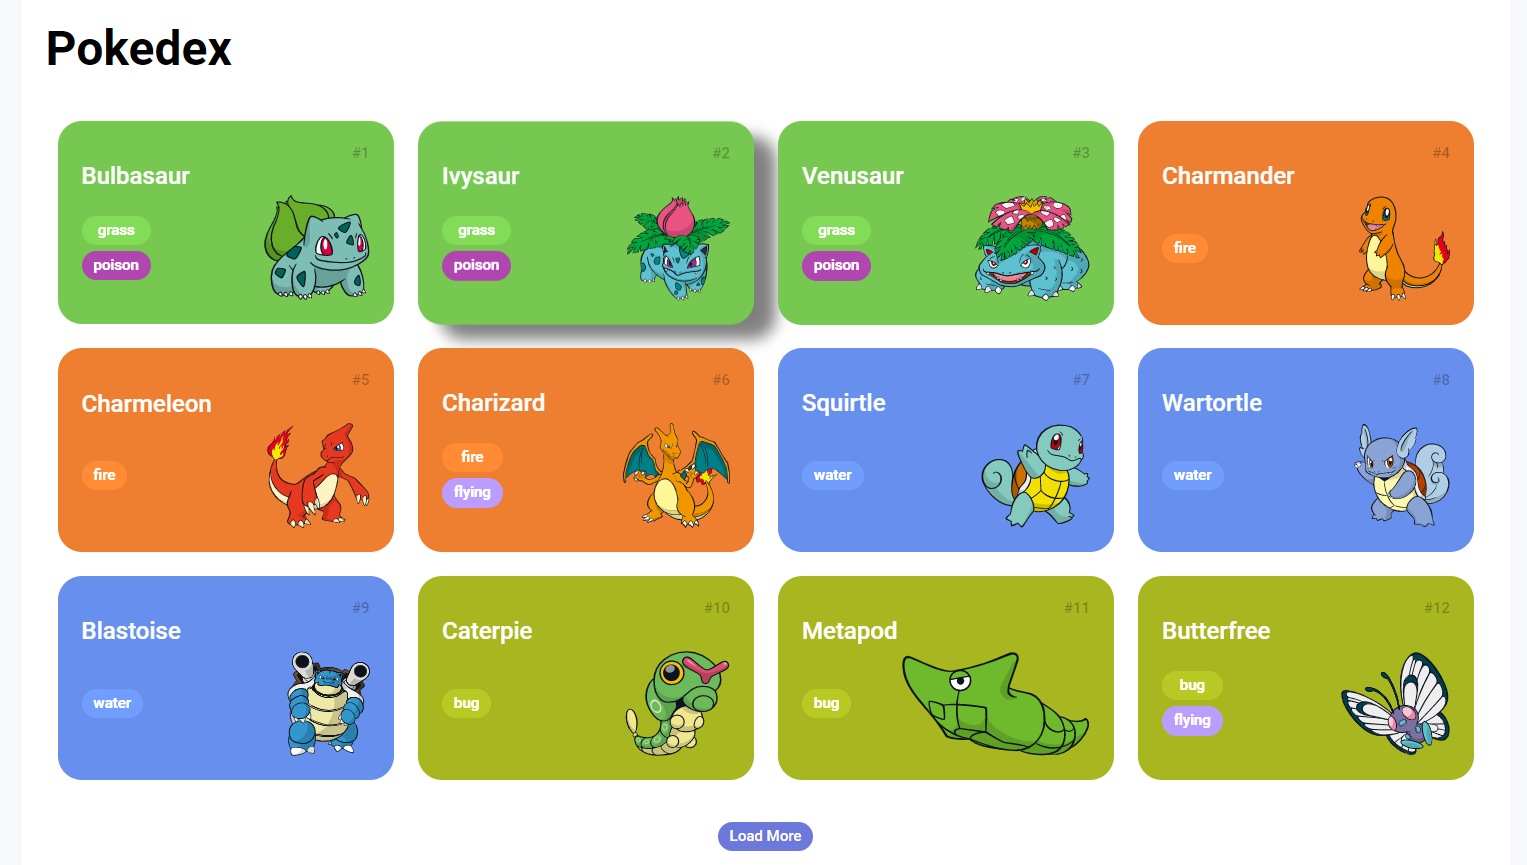 Pokedex
#1
Bulbasaur
grass
poison
#2
Ivysaur
grass
poison
#3
Venusaur
grass
poison
#4
Charmander
fire
#5
Charmeleon
fire
#6
Charizard
fire
flying
#7
Squirtle
water
#8
Wartortle
water
#9
Blastoise
water
#10
Caterpie
bug
#11
Metapod
bug
#12
Butterfree
bug
flying
Load More